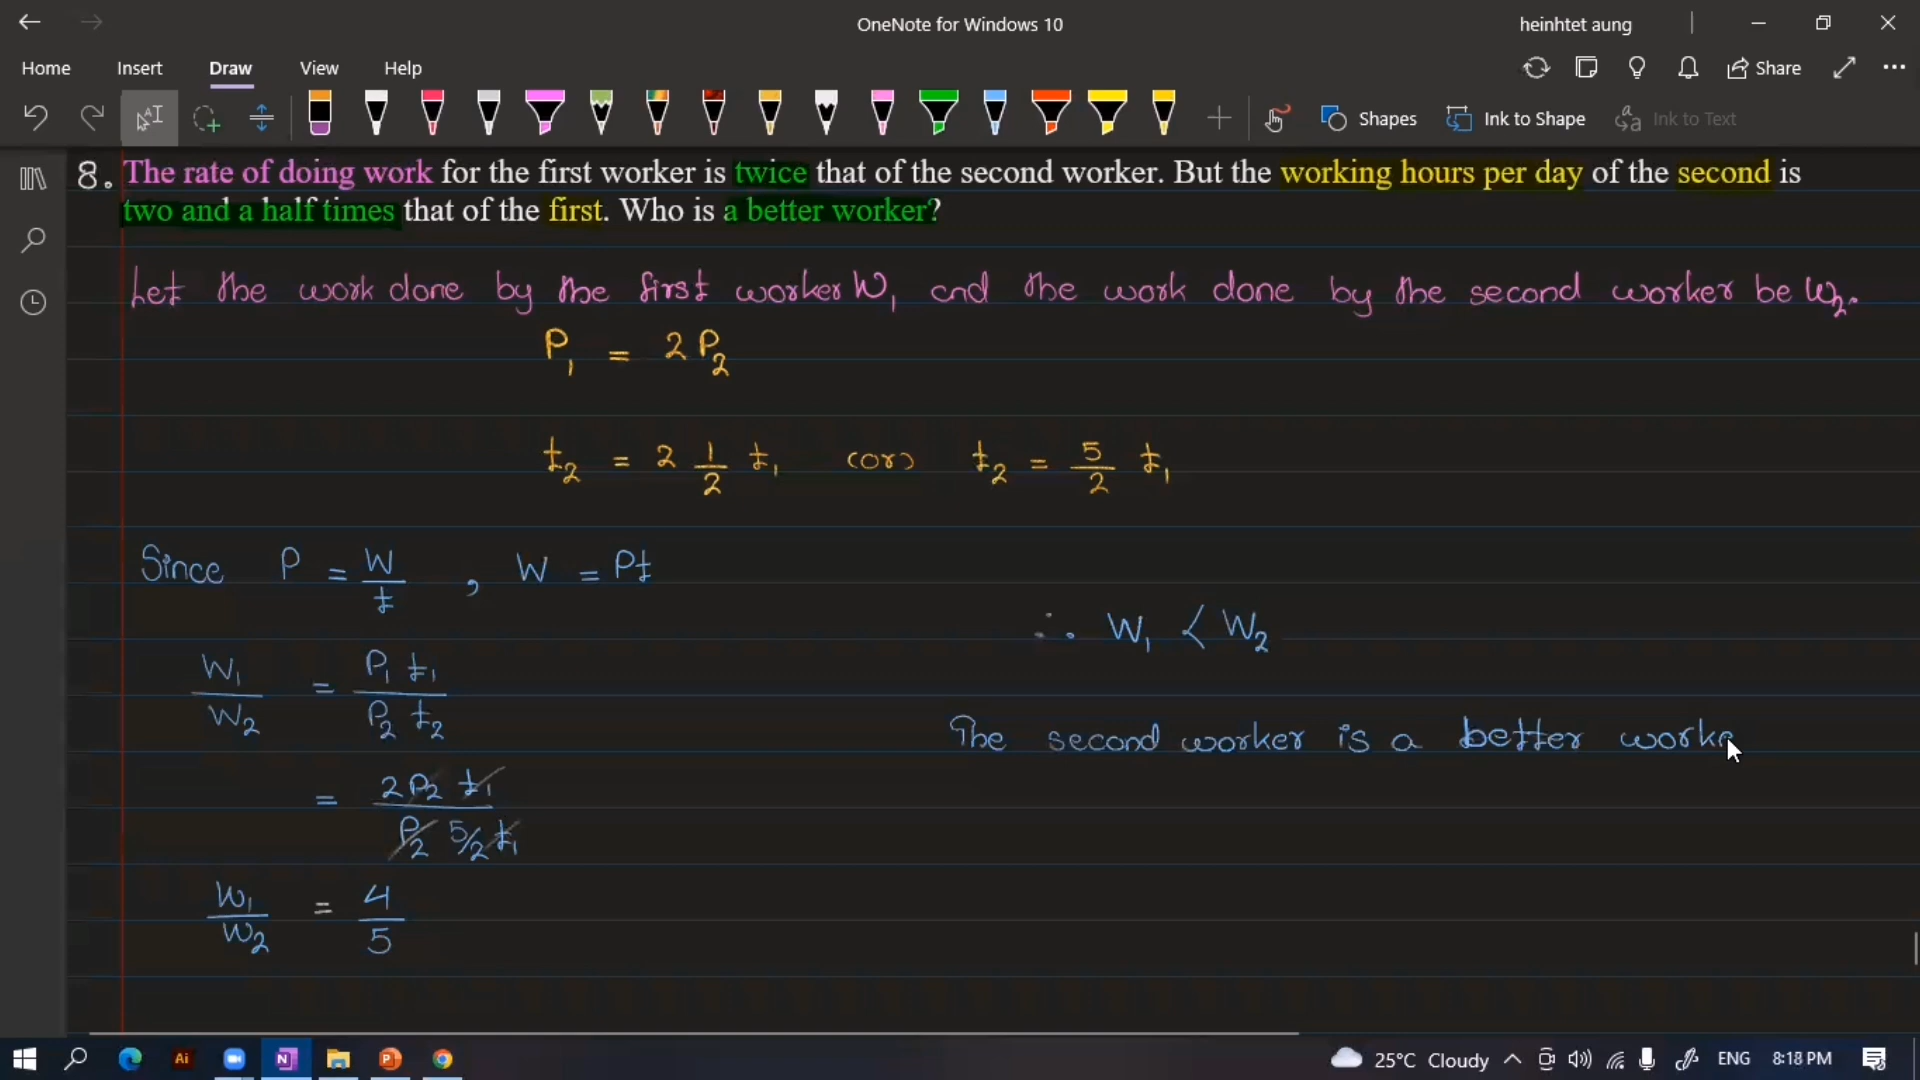 OneNote for Windows 10
heinhtet aung
Home Insert Draw View Help
Share
Shapes Ink to Shape Ink to Text
8. The rate of doing work for the first worker is twice that of the second worker. But the working hours per day of the second is
two and a half times that of the first. Who is a better worker?
Let the work done by the first worker W₁ and the work done by the second worker be W₂.
P₁ = 2 P₂
t₂ = 2 1/2 t₁ (or) t₂ = 5/2 t₁
Since P = W/t , W = Pt
∴ W₁ < W₂
W₁/W₂ = P₁ t₁ / P₂ t₂
The second worker is a better worke
= 2 P₂ t₁ / P₂ 5/2 t₁
W₁/W₂ = 4/5
Ai
N
P
25°C Cloudy ENG 8:18 PM